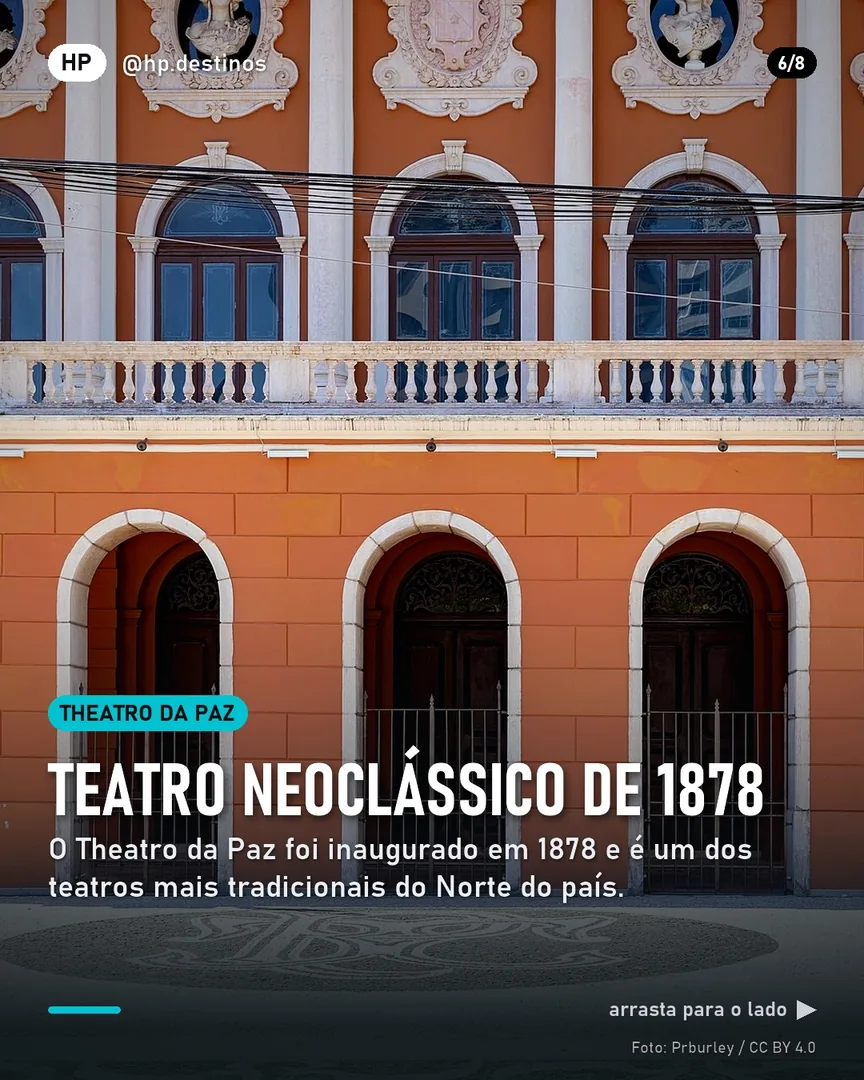 HP @hp.destinos 6/8
THEATRO DA PAZ
TEATRO NEOCLÁSSICO DE 1878
O Theatro da Paz foi inaugurado em 1878 e é um dos
teatros mais tradicionais do Norte do país.
arrasta para o lado ▶
Foto: Prburley / CC BY 4.0